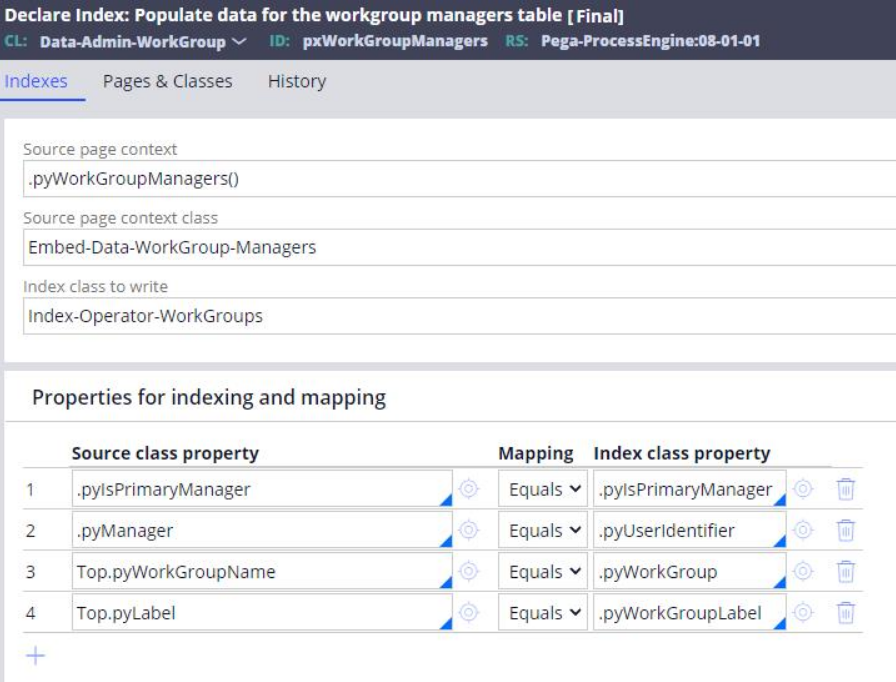 Declare Index: Populate data for the workgroup managers table [Final]
CL: Data-Admin-WorkGroup ID: pxWorkGroupManagers RS: Pega-ProcessEngine:08-01-01
Indexes Pages & Classes History
Source page context
.pyWorkGroupManagers()
Source page context class
Embed-Data-WorkGroup-Managers
Index class to write
Index-Operator-WorkGroups
Properties for indexing and mapping
Source class property Mapping Index class property
1 .pyIsPrimaryManager Equals .pyIsPrimaryManager
2 .pyManager Equals .pyUserIdentifier
3 Top.pyWorkGroupName Equals .pyWorkGroup
4 Top.pyLabel Equals .pyWorkGroupLabel